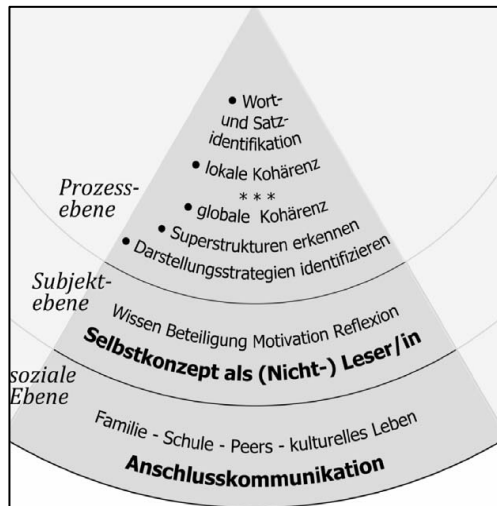 • Wort-
und Satz-
identifikation
• lokale Kohärenz
* * *
• globale Kohärenz
• Superstrukturen erkennen
• Darstellungsstrategien identifizieren
Prozess-
ebene
Wissen Beteiligung Motivation Reflexion
Selbstkonzept als (Nicht-) Leser/in
Subjekt-
ebene
Familie - Schule - Peers - kulturelles Leben
Anschlusskommunikation
soziale
Ebene